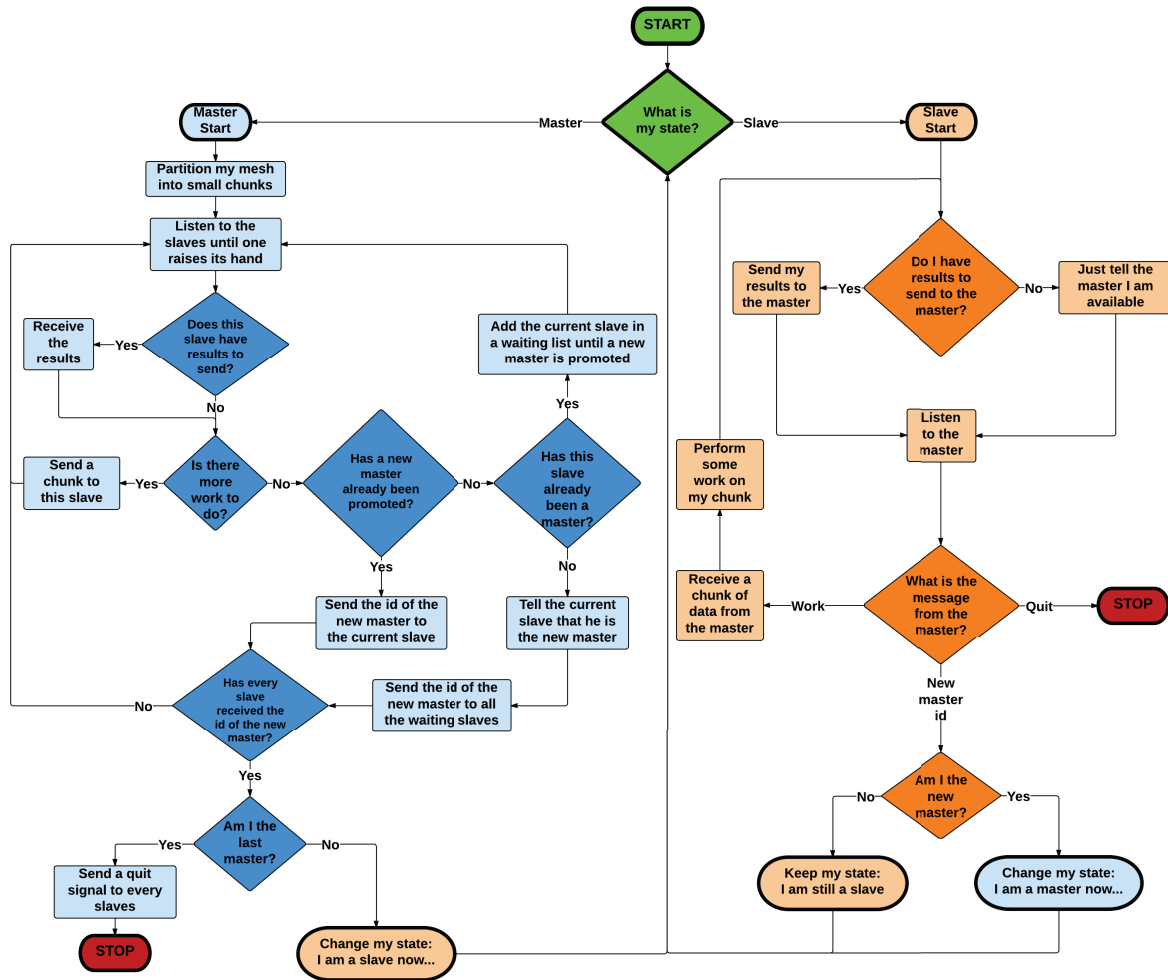 START
What is
my state?
Master
Slave
Master
Start
Slave
Start
Partition my mesh
into small chunks
Listen to the
slaves until one
raises its hand
Does this
slave have
results to
send?
Yes
Receive
the
results
No
Is there
more
work to
do?
Yes
Send a
chunk to
this slave
No
Has a new
master
already been
promoted?
No
Has this
slave
already
been a
master?
Yes
Add the current slave in
a waiting list until a new
master is promoted
Yes
Send the id of the
new master to
the current slave
No
Tell the current
slave that he is
the new master
Send the id of the
new master to all
the waiting slaves
Has every
slave
received the
id of the new
master?
No
Yes
Am I the
last
master?
Yes
Send a quit
signal to every
slaves
STOP
No
Change my state:
I am a slave now...
Do I have
results to
send to the
master?
Yes
Send my
results to
the master
No
Just tell the
master I am
available
Listen
to the
master
What is the
message
from the
master?
Work
Receive a
chunk of
data from
the master
Perform
some
work on
my chunk
Quit
STOP
New
master
id
Am I the
new
master?
No
Yes
Keep my state:
I am still a slave
Change my state:
I am a master now...